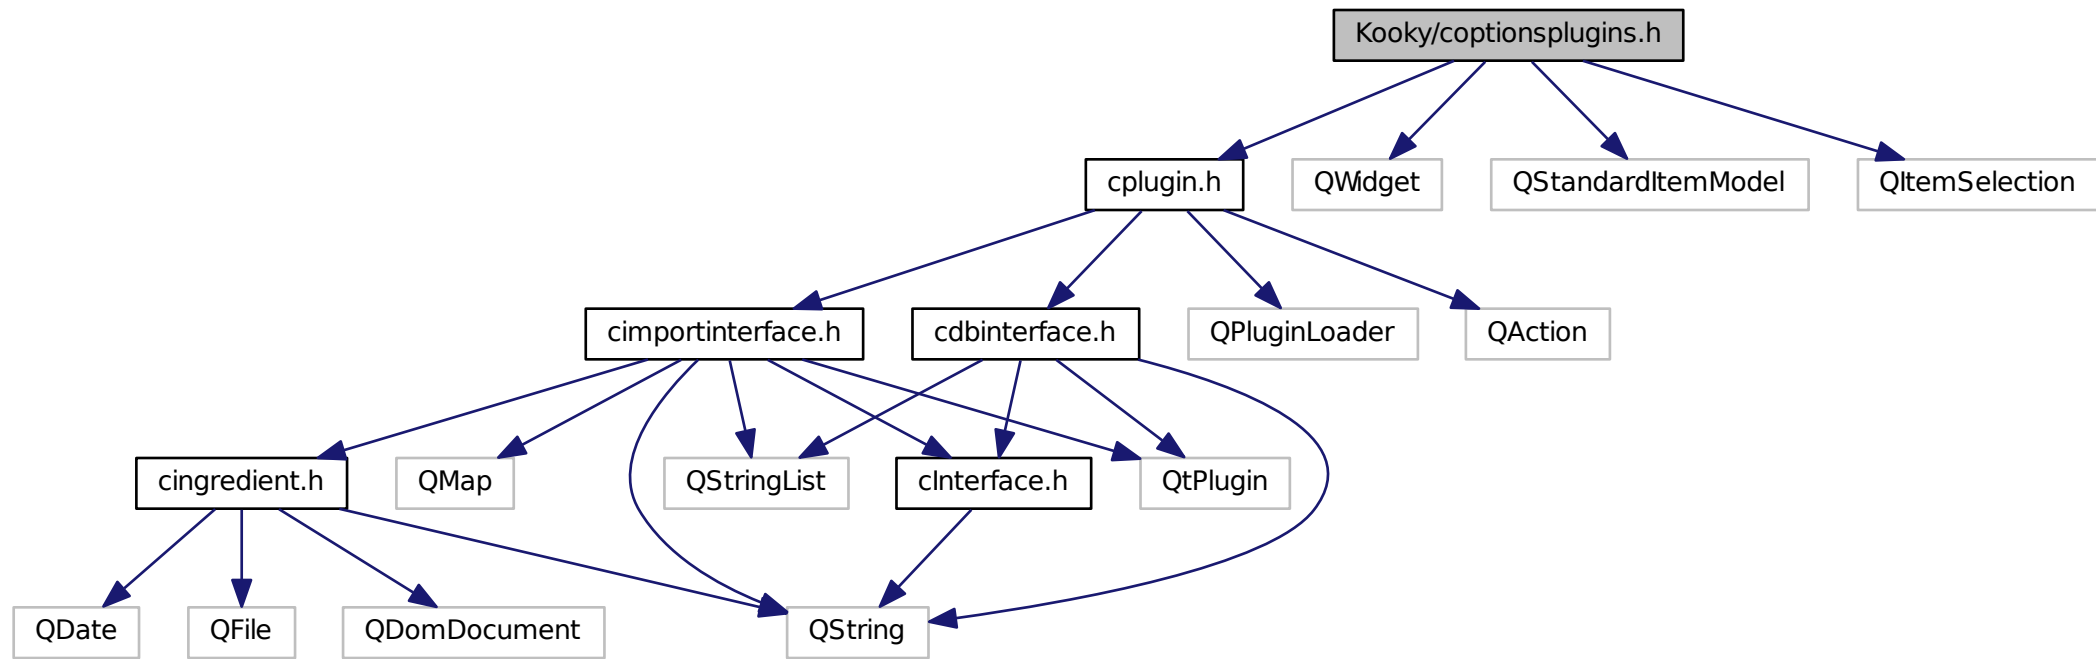 Kooky/coptionsplugins.h
cplugin.h
QWidget
QStandardItemModel
QItemSelection
cimportinterface.h
cdbinterface.h
QPluginLoader
QAction
cingredient.h
QMap
QStringList
cInterface.h
QtPlugin
QDate
QFile
QDomDocument
QString